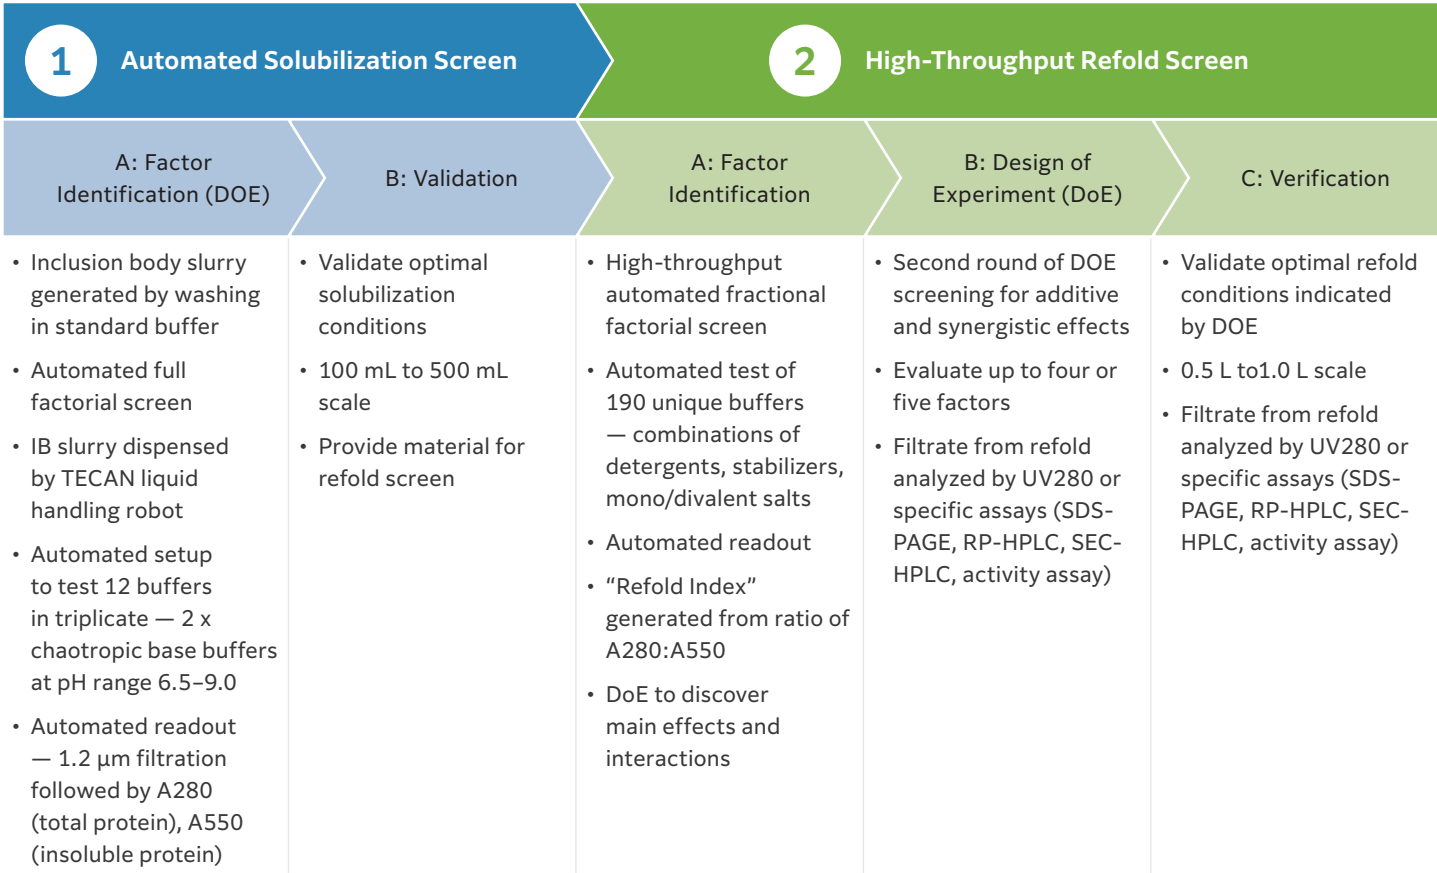 1 Automated Solubilization Screen
2 High-Throughput Refold Screen
A: Factor
Identification (DOE)
B: Validation
A: Factor
Identification
B: Design of
Experiment (DoE)
C: Verification
• Inclusion body slurry
generated by washing
in standard buffer
• Automated full
factorial screen
• IB slurry dispensed
by TECAN liquid
handling robot
• Automated setup
to test 12 buffers
in triplicate — 2 x
chaotropic base buffers
at pH range 6.5–9.0
• Automated readout
— 1.2 µm filtration
followed by A280
(total protein), A550
(insoluble protein)
• Validate optimal
solubilization
conditions
• 100 mL to 500 mL
scale
• Provide material for
refold screen
• High-throughput
automated fractional
factorial screen
• Automated test of
190 unique buffers
— combinations of
detergents, stabilizers,
mono/divalent salts
• Automated readout
• “Refold Index”
generated from ratio of
A280:A550
• DoE to discover
main effects and
interactions
• Second round of DOE
screening for additive
and synergistic effects
• Evaluate up to four or
five factors
• Filtrate from refold
analyzed by UV280 or
specific assays (SDS-
PAGE, RP-HPLC, SEC-
HPLC, activity assay)
• Validate optimal refold
conditions indicated
by DOE
• 0.5 L to1.0 L scale
• Filtrate from refold
analyzed by UV280 or
specific assays (SDS-
PAGE, RP-HPLC, SEC-
HPLC, activity assay)